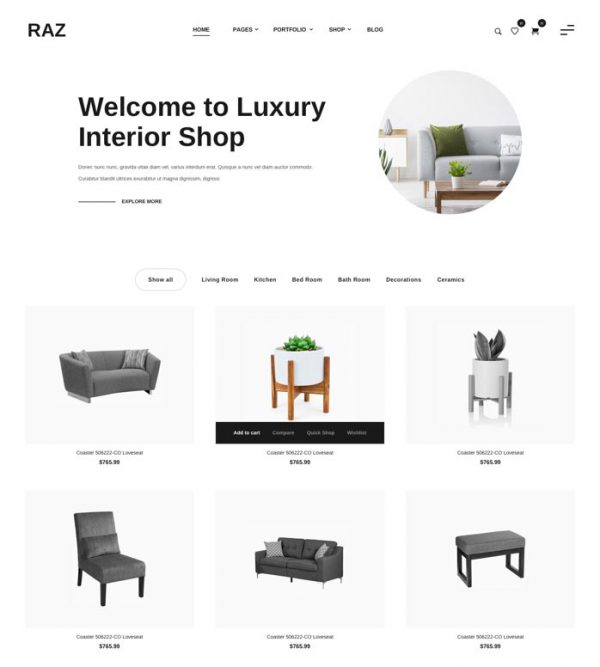 RAZ
HOME PAGES PORTFOLIO SHOP BLOG
Welcome to Luxury
Interior Shop
Donec nunc nunc, gravida vitae diam vel, varius interdum erat. Quisque a nunc vel diam auctor commodo.
Curabitur blandit ultrices exurabitur ut magna dignissim, dignissi
EXPLORE MORE
Show all Living Room Kitchen Bed Room Bath Room Decorations Ceramics
Add to cart Compare Quick Shop Wishlist
Coaster 506222-CO Loveseat Coaster 506222-CO Loveseat Coaster 506222-CO Loveseat
$765.99 $765.99 $765.99
Coaster 506222-CO Loveseat Coaster 506222-CO Loveseat Coaster 506222-CO Loveseat
$765.99 $765.99 $765.99